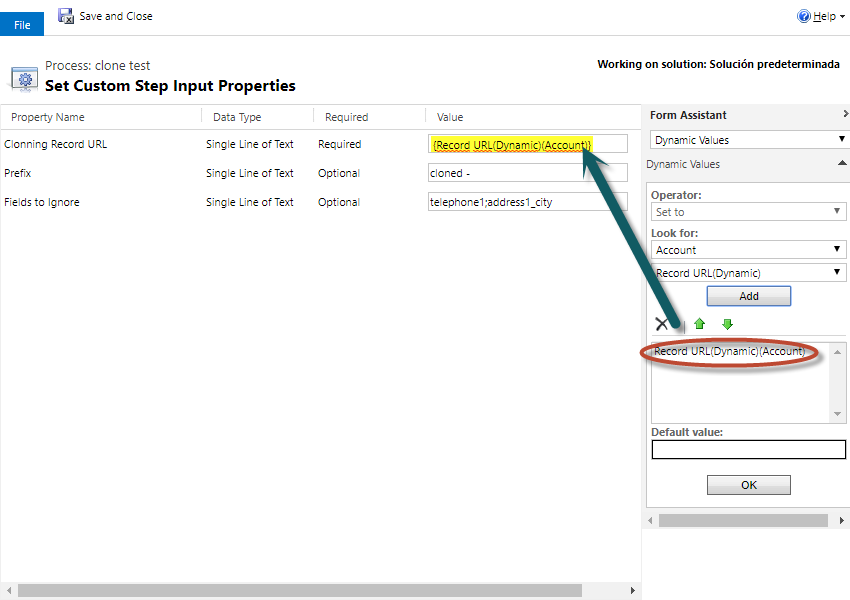 File
Save and Close
Help
Process: clone test
Set Custom Step Input Properties
Working on solution: Solución predeterminada
Property Name Data Type Required Value
Clonning Record URL Single Line of Text Required {Record URL(Dynamic)(Account)}
Prefix Single Line of Text Optional cloned -
Fields to Ignore Single Line of Text Optional telephone1;address1_city
Form Assistant
Dynamic Values
Dynamic Values
Operator:
Set to
Look for:
Account
Record URL(Dynamic)
Add
Record URL(Dynamic)(Account)
Default value:
OK